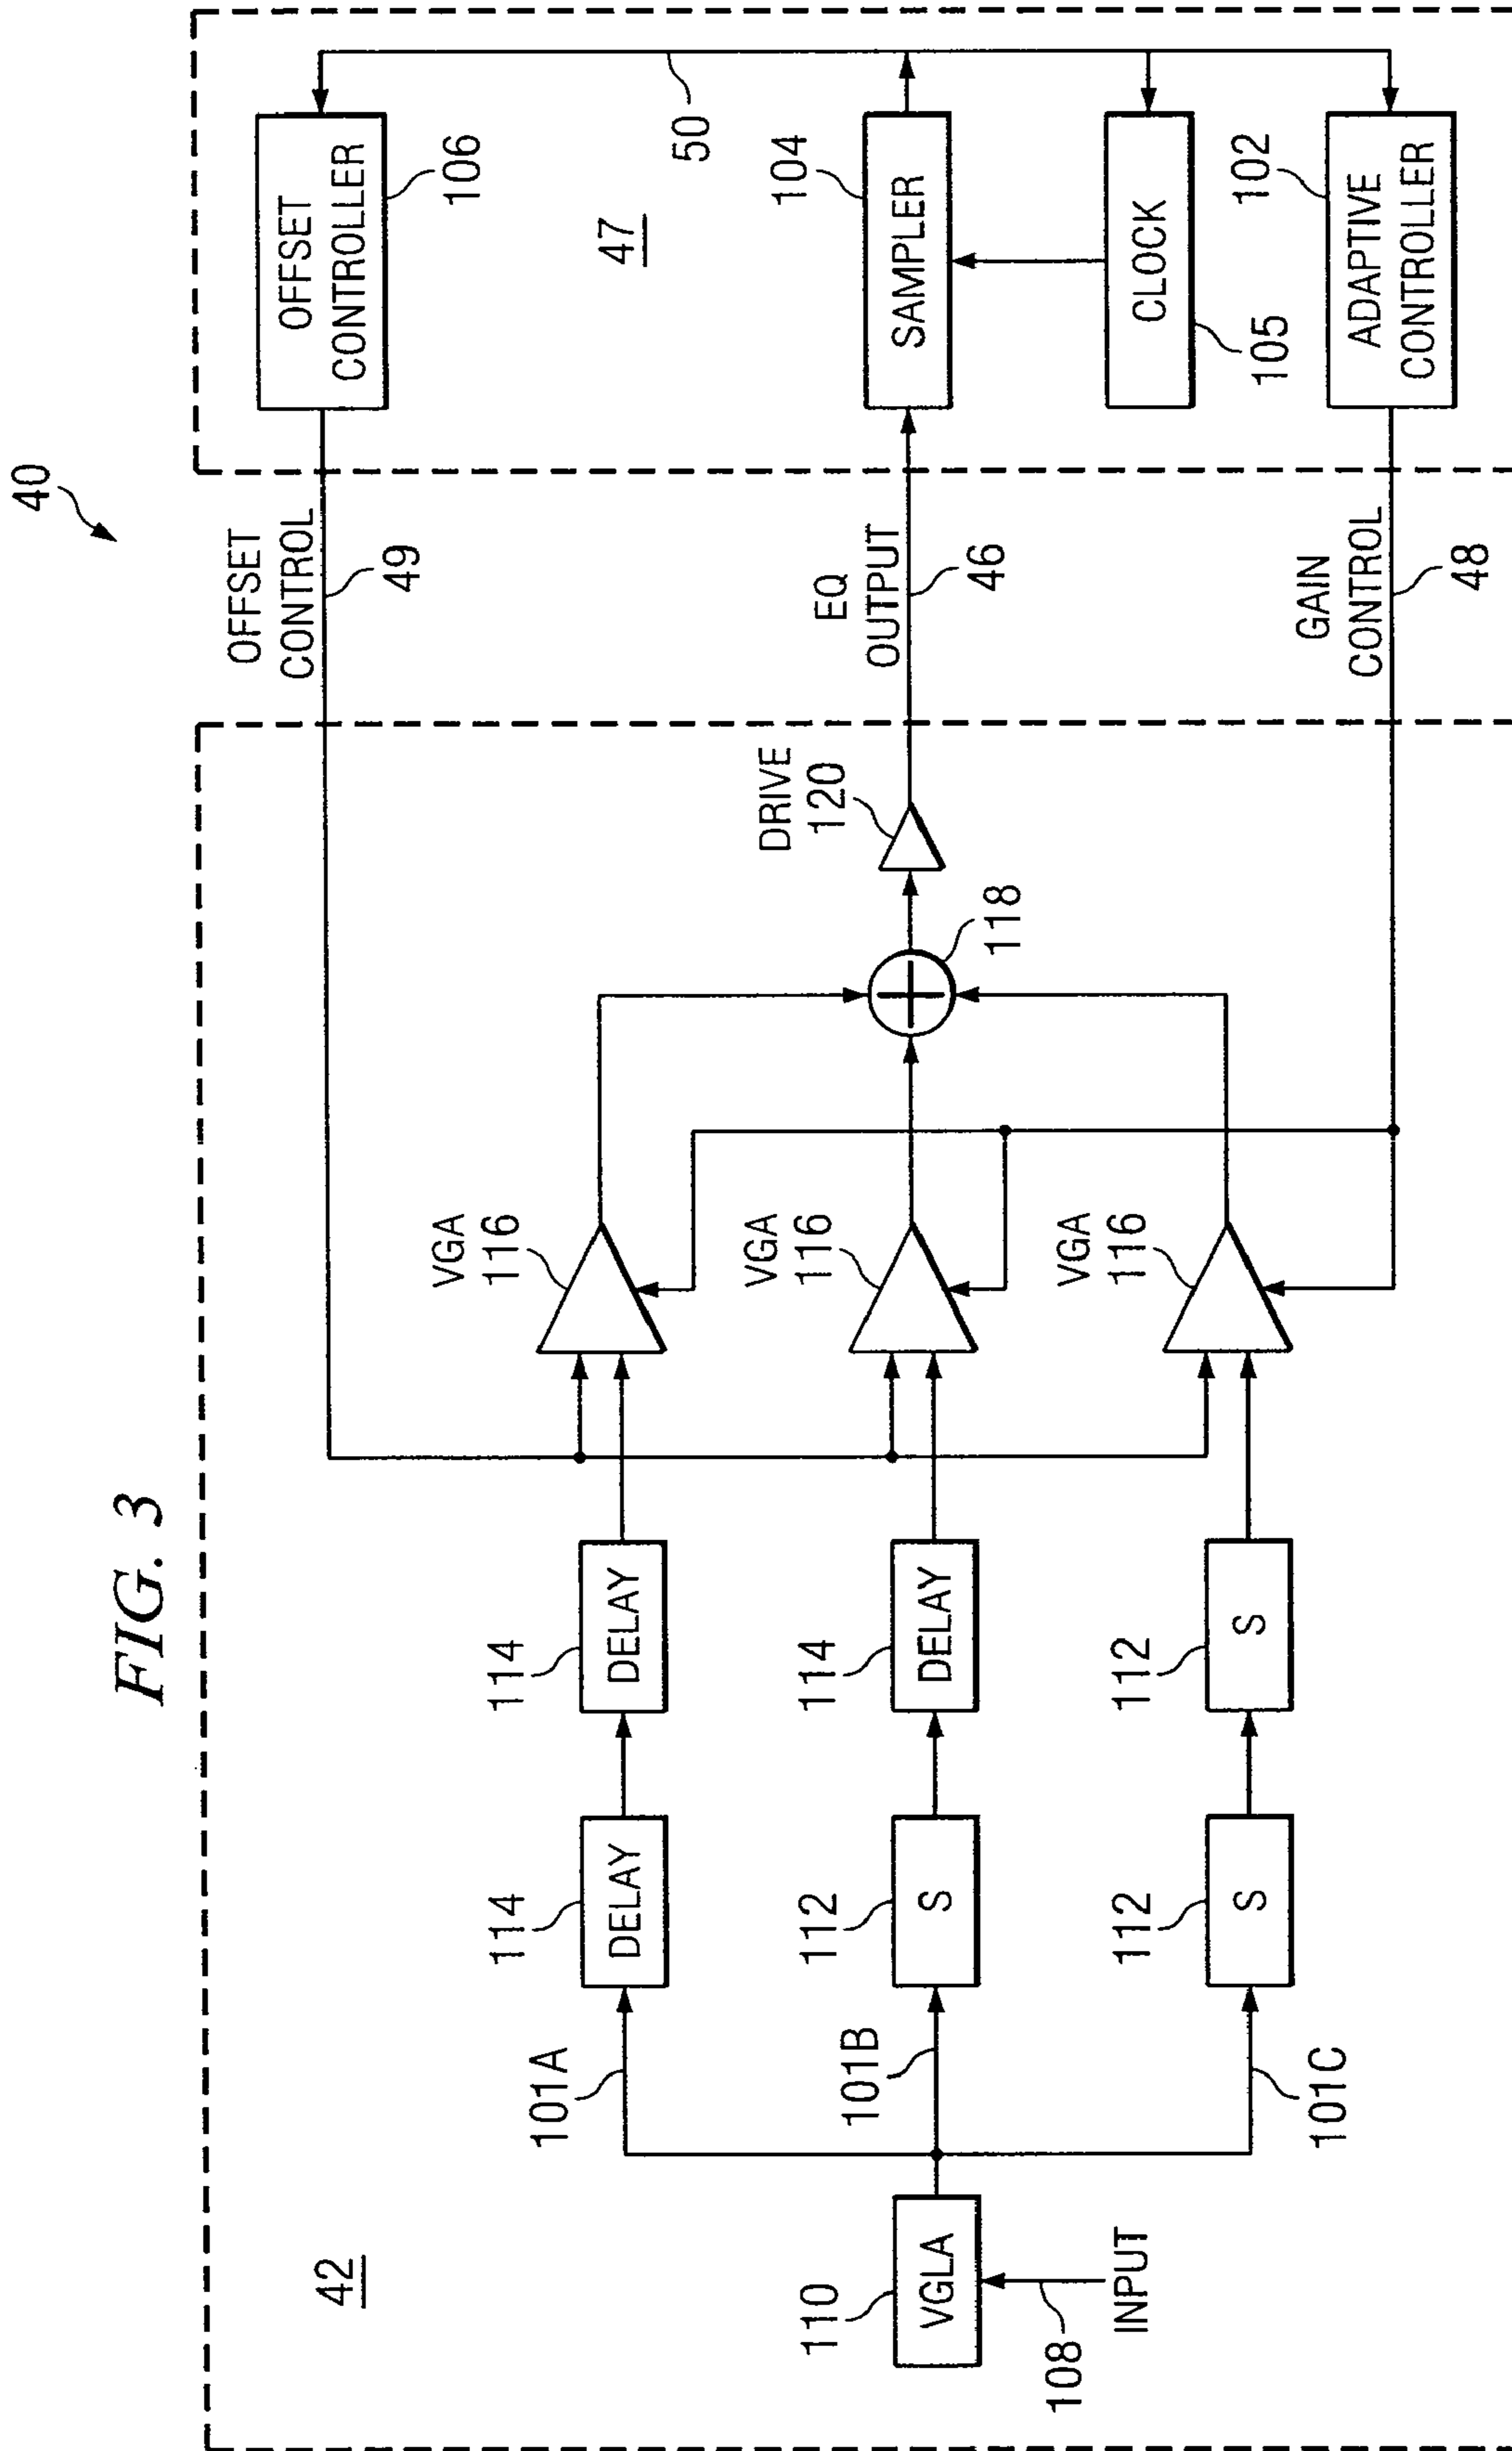 FIG. 3
40
42
INPUT
108
110
VGLA
101A
101B
101C
114
DELAY
114
DELAY
112
S
114
DELAY
112
S
112
S
VGA
116
VGA
116
VGA
116
118
DRIVE
120
OFFSET
CONTROL
49
EQ
OUTPUT
46
GAIN
CONTROL
48
47
OFFSET
CONTROLLER
106
50
104
SAMPLER
CLOCK
105
102
ADAPTIVE
CONTROLLER